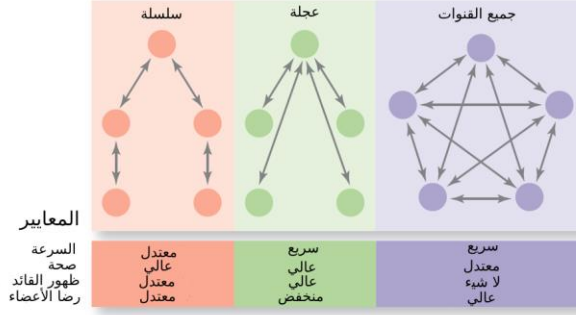 سلسلة
عجلة
جميع القنوات
المعايير
السرعة
صحة
ظهور القائد
رضا الأعضاء
معتدل
عالي
معتدل
معتدل
سريع
عالي
عالي
منخفض
سريع
معتدل
لا شيء
عالي